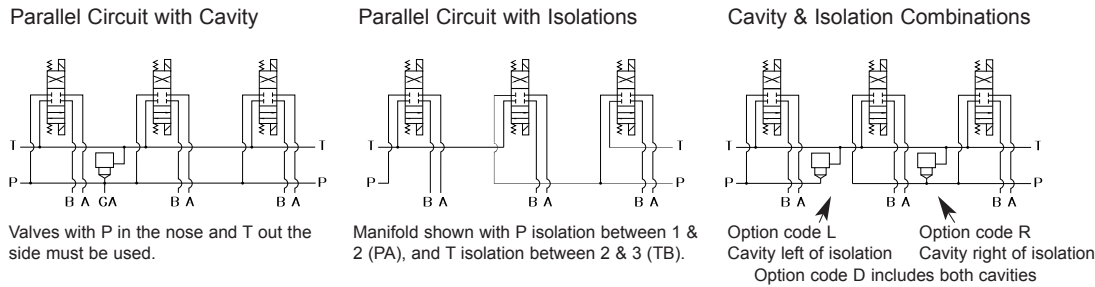 Parallel Circuit with Cavity
T T
P P
B A GA B A B A
Valves with P in the nose and T out the
side must be used.
Parallel Circuit with Isolations
T T
P P
B A B A B A
Manifold shown with P isolation between 1 &
2 (PA), and T isolation between 2 & 3 (TB).
Cavity & Isolation Combinations
T T
P P
B A B A B A
Option code L
Cavity left of isolation
Option code R
Cavity right of isolation
Option code D includes both cavities